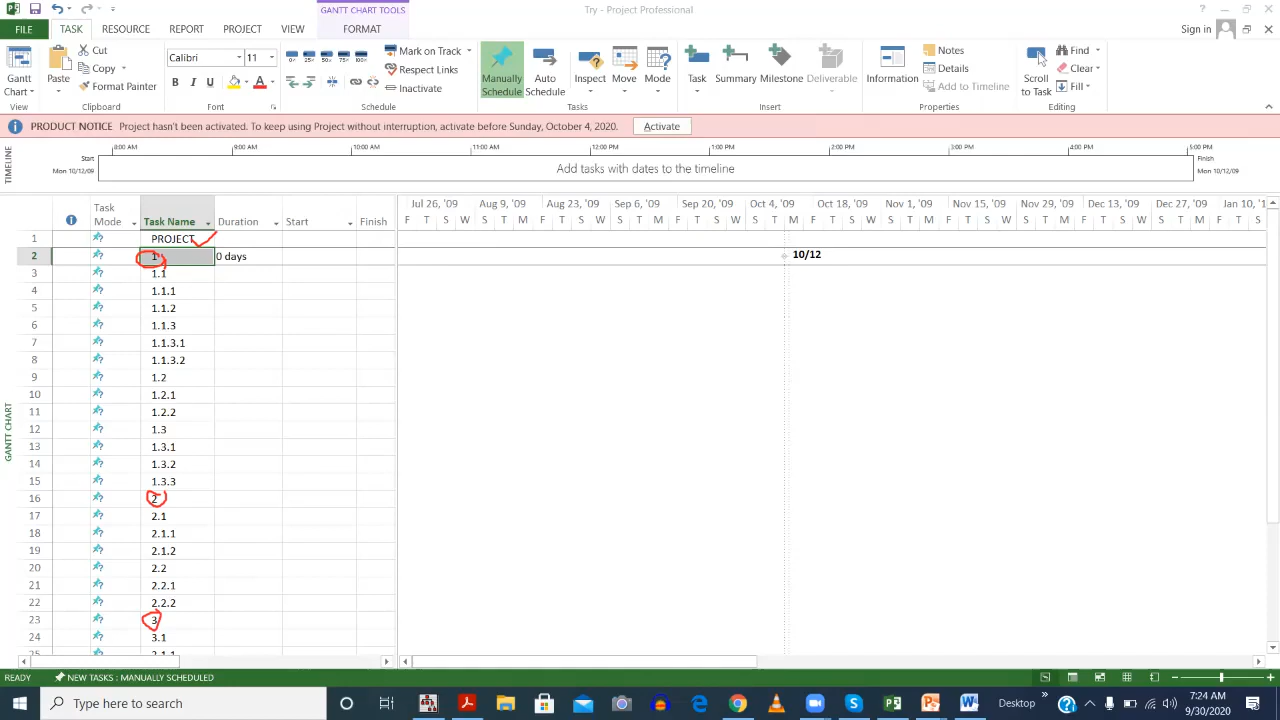 GANTT CHART TOOLS
Try - Project Professional
FILE TASK RESOURCE REPORT PROJECT VIEW FORMAT
Sign in
Gantt Chart
View
Paste
Cut
Copy
Format Painter
Clipboard
Calibri 11
B I U
Font
0% 25% 50% 75% 100%
Mark on Track
Respect Links
Inactivate
Schedule
Manually Schedule
Auto Schedule
Inspect
Move
Mode
Tasks
Task
Summary
Milestone
Deliverable
Insert
Information
Notes
Details
Add to Timeline
Properties
Scroll to Task
Find
Clear
Fill
Editing
PRODUCT NOTICE Project hasn't been activated. To keep using Project without interruption, activate before Sunday, October 4, 2020. Activate
TIMELINE
8:00 AM 9:00 AM 10:00 AM 11:00 AM 12:00 PM 1:00 PM 2:00 PM 3:00 PM 4:00 PM 5:00 PM
Start
Mon 10/12/09
Add tasks with dates to the timeline
Finish
Mon 10/12/09
Task Mode Task Name Duration Start Finish
Jul 26, '09 Aug 9, '09 Aug 23, '09 Sep 6, '09 Sep 20, '09 Oct 4, '09 Oct 18, '09 Nov 1, '09 Nov 15, '09 Nov 29, '09 Dec 13, '09 Dec 27, '09 Jan 10, '1
F T S W S T M F T S W S T M F T S W S T M F T S W S T M F T S W S T M F T S W S T M F T S
GANTT CHART
1 PROJECT
2 1 0 days 10/12
3 1.1
4 1.1.1
5 1.1.2
6 1.1.3
7 1.1.3.1
8 1.1.3.2
9 1.2
10 1.2.1
11 1.2.2
12 1.3
13 1.3.1
14 1.3.2
15 1.3.3
16 2
17 2.1
18 2.1.1
19 2.1.2
20 2.2
21 2.2.1
22 2.2.2
23 3
24 3.1
25 3.1.1
READY NEW TASKS : MANUALLY SCHEDULED
Type here to search
Desktop
7:24 AM
9/30/2020